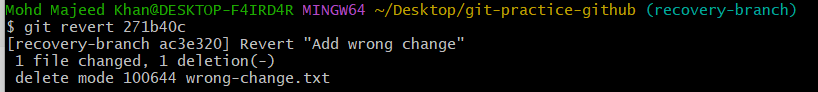 Mohd Majeed Khan@DESKTOP-F4IRD4R MINGW64 ~/Desktop/git-practice-github (recovery-branch)
$ git revert 271b40c
[recovery-branch ac3e320] Revert "Add wrong change"
 1 file changed, 1 deletion(-)
 delete mode 100644 wrong-change.txt